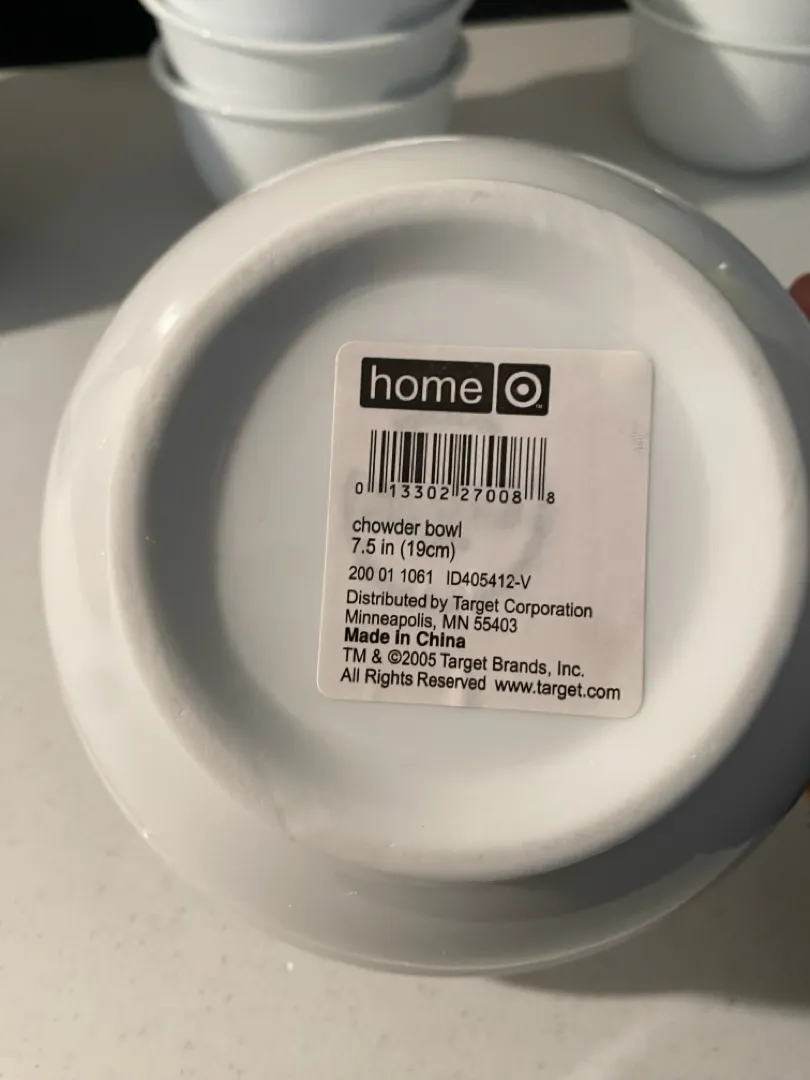 home
TM
0 13302 27008 8
chowder bowl
7.5 in (19cm)
200 01 1061 ID405412-V
Distributed by Target Corporation
Minneapolis, MN 55403
Made in China
TM & ©2005 Target Brands, Inc.
All Rights Reserved www.target.com